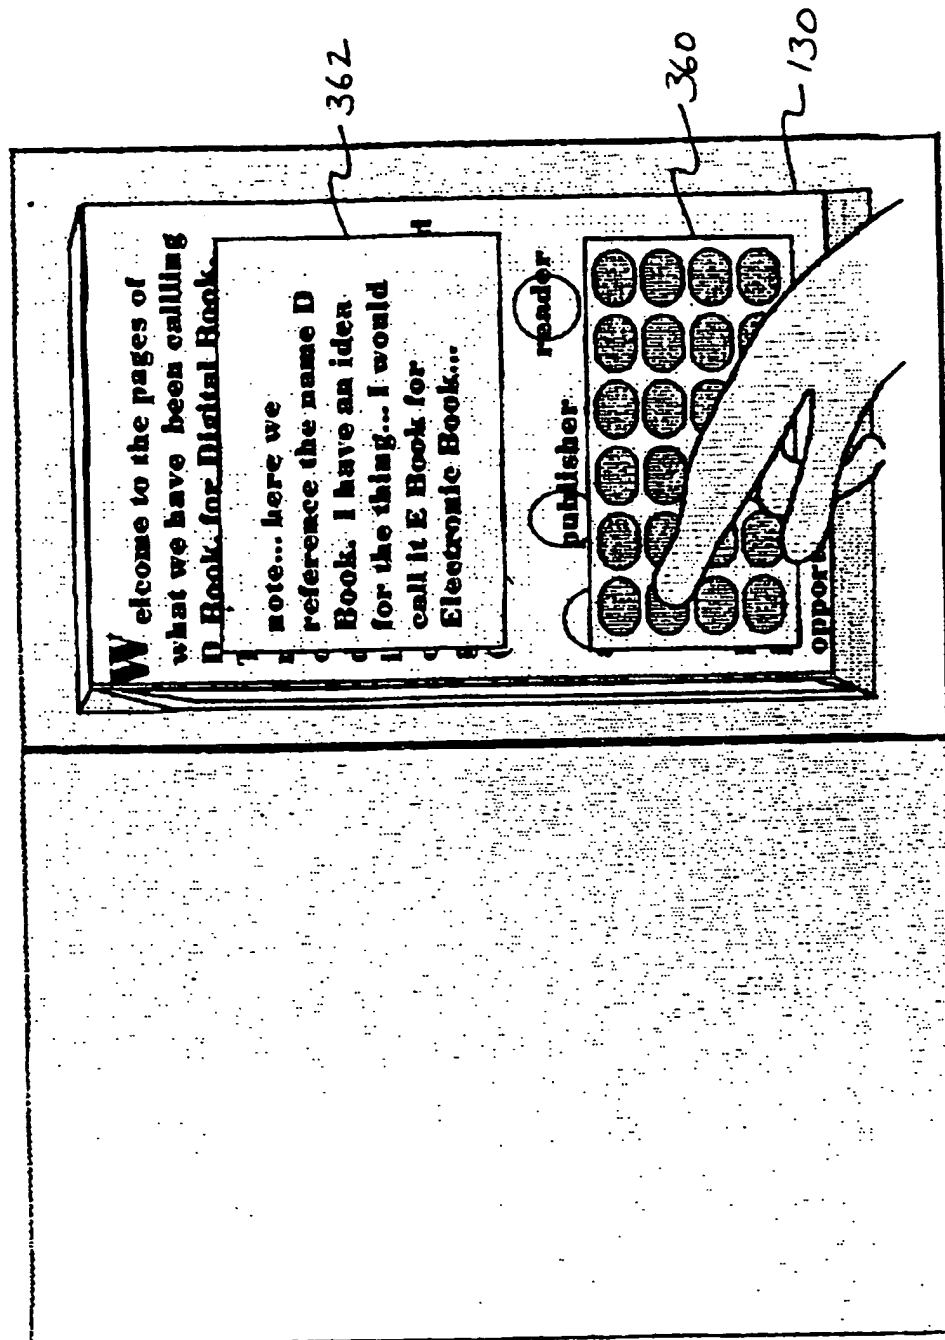 Welcome to the pages of
what we have been callling
D Book, for Digital Book.
note... here we
reference the name D
Book. I have an idea
for the thing... I would
call it E Book for
Electronic Book...
publisher
reader
opport
362
360
130